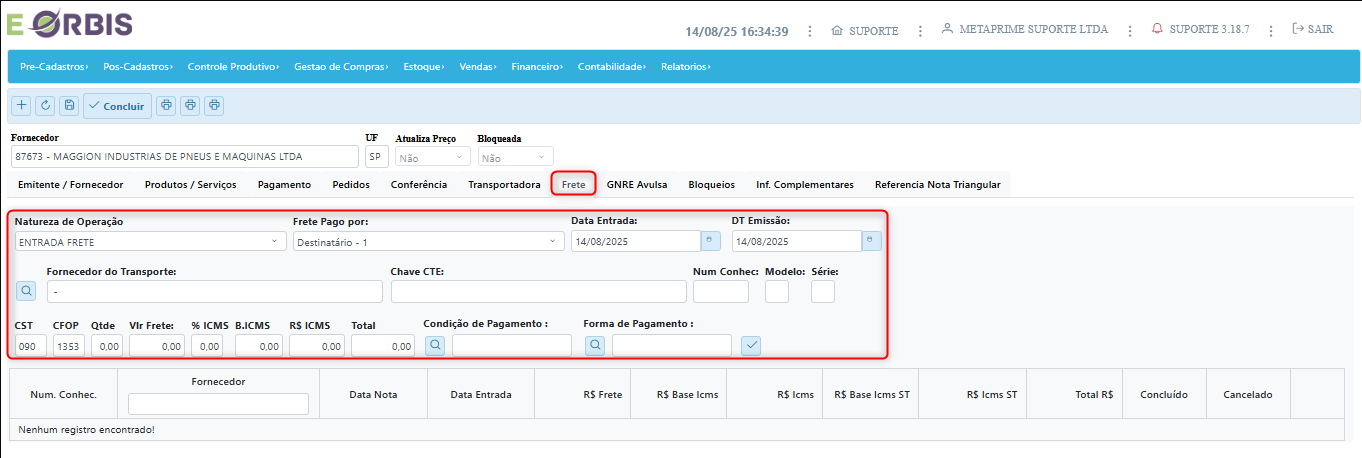 E ORBIS
14/08/25 16:34:39 SUPORTE METAPRIME SUPORTE LTDA SUPORTE 3.18.7 SAIR
Pre-Cadastros Pos-Cadastros Controle Produtivo Gestao de Compras Estoque Vendas Financeiro Contabilidade Relatorios
Concluir
Fornecedor UF Atualiza Preço Bloqueada
87673 - MAGGION INDUSTRIAS DE PNEUS E MAQUINAS LTDA SP Não Não
Emitente / Fornecedor Produtos / Serviços Pagamento Pedidos Conferência Transportadora Frete GNRE Avulsa Bloqueios Inf. Complementares Referencia Nota Triangular
Natureza de Operação Frete Pago por: Data Entrada: DT Emissão:
ENTRADA FRETE Destinatário - 1 14/08/2025 14/08/2025
Fornecedor do Transporte: Chave CTE: Num Conhec: Modelo: Série:
-
CST CFOP Qtde Vlr Frete: % ICMS B.ICMS R$ ICMS Total Condição de Pagamento : Forma de Pagamento :
090 1353 0,00 0,00 0,00 0,00 0,00 0,00
Num. Conhec. Fornecedor Data Nota Data Entrada R$ Frete R$ Base Icms R$ Icms R$ Base Icms ST R$ Icms ST Total R$ Concluído Cancelado
Nenhum registro encontrado!